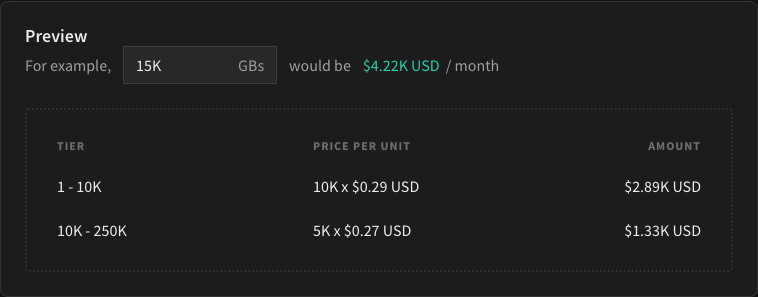 Preview
For example, 15K GBs would be $4.22K USD / month
TIER PRICE PER UNIT AMOUNT
1 - 10K 10K x $0.29 USD $2.89K USD
10K - 250K 5K x $0.27 USD $1.33K USD